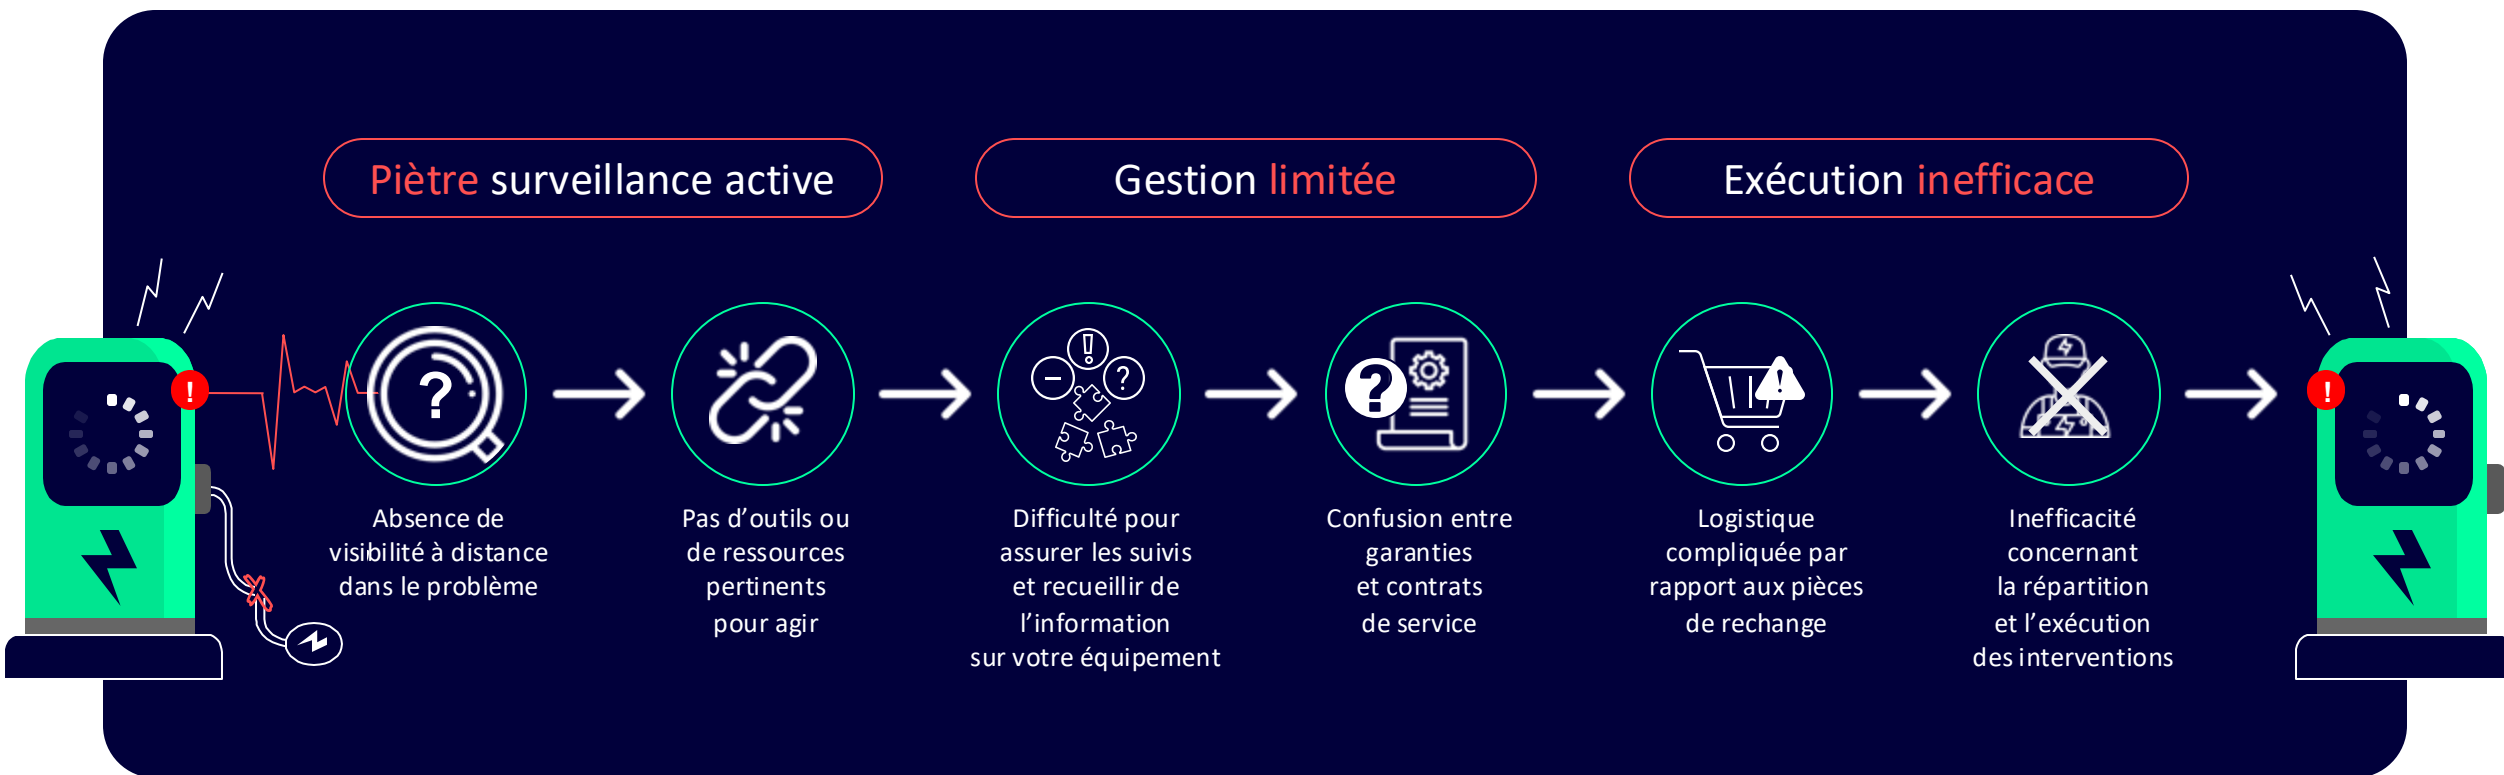 Piètre surveillance active
Gestion limitée
Exécution inefficace
!
?
!
?
?
!
!
Absence de
visibilité à distance
dans le problème
Pas d’outils ou
de ressources
pertinents
pour agir
Difficulté pour
assurer les suivis
et recueillir de
l’information
sur votre équipement
Confusion entre
garanties
et contrats
de service
Logistique
compliquée par
rapport aux pièces
de rechange
Inefficacité
concernant
la répartition
et l’exécution
des interventions